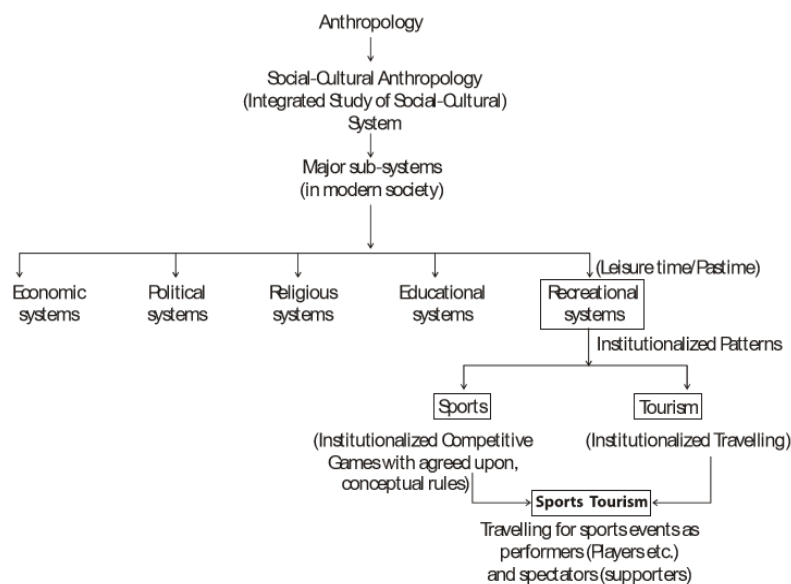 Anthropology
Social-Cultural Anthropology
(Integrated Study of Social-Cultural)
System
Major sub-systems
(in modern society)
(Leisure time/Pastime)
Economic
systems
Political
systems
Religious
systems
Educational
systems
Recreational
systems
Institutionalized Patterns
Sports
Tourism
(Institutionalized Competitive
Games with agreed upon,
conceptual rules)
(Institutionalized Travelling)
Sports Tourism
Travelling for sports events as
performers (Players etc.)
and spectators (supporters)